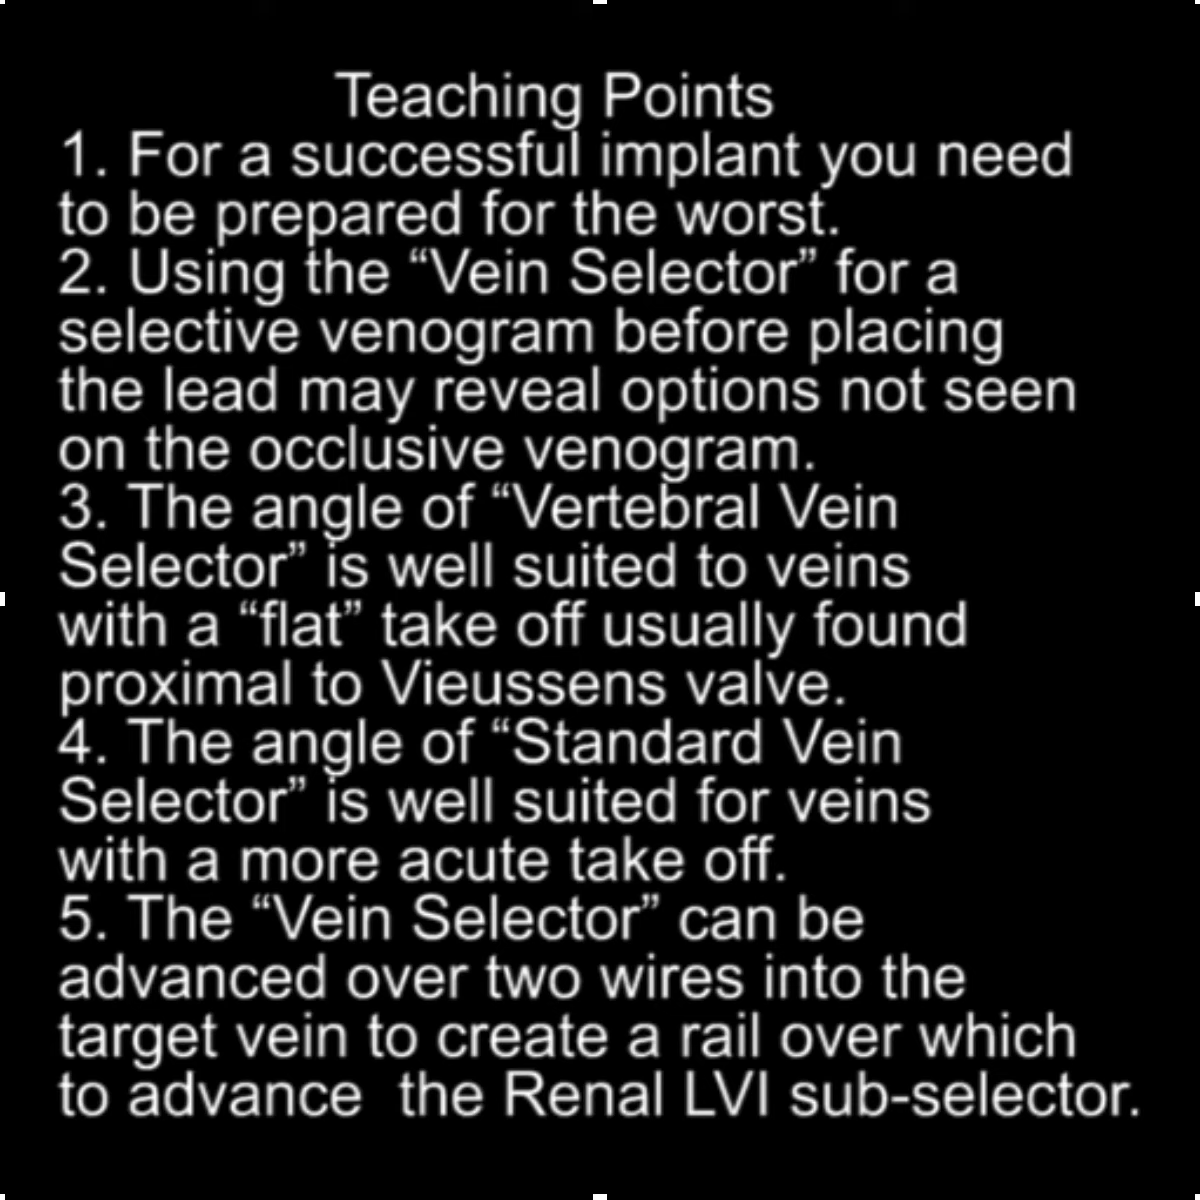 Teaching Points
1. For a successful implant you need
to be prepared for the worst.
2. Using the “Vein Selector” for a
selective venogram before placing
the lead may reveal options not seen
on the occlusive venogram.
3. The angle of “Vertebral Vein
Selector” is well suited to veins
with a “flat” take off usually found
proximal to Vieussens valve.
4. The angle of “Standard Vein
Selector” is well suited for veins
with a more acute take off.
5. The “Vein Selector” can be
advanced over two wires into the
target vein to create a rail over which
to advance  the Renal LVI sub-selector.